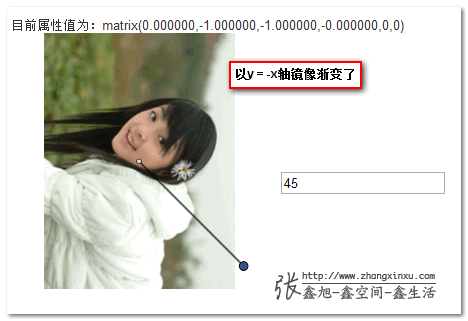 目前属性值为：matrix(0.000000,-1.000000,-1.000000,-0.000000,0,0)
以y = -x轴镜像渐变了
45
张
http://www.zhangxinxu.com
鑫旭-鑫空间-鑫生活